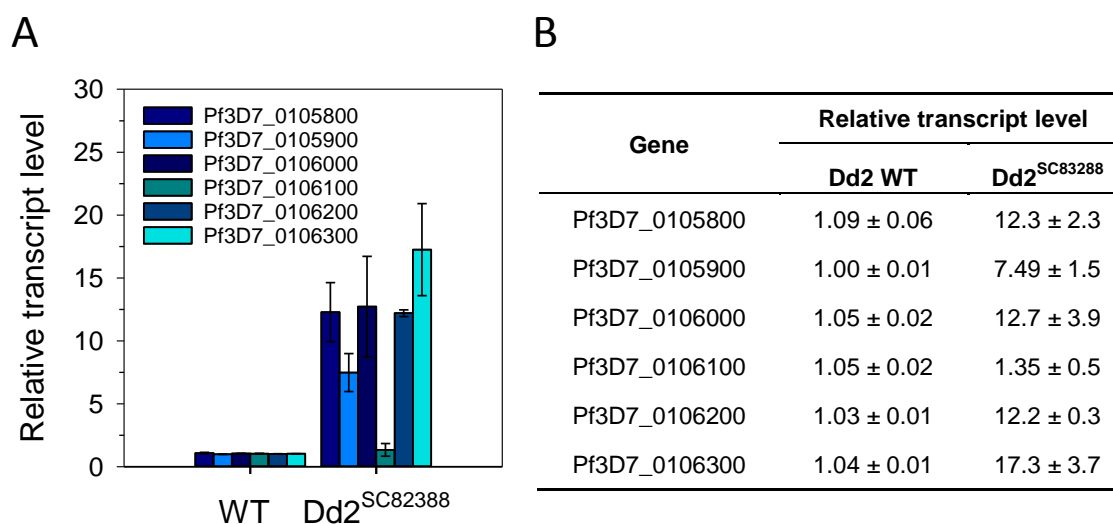 A
B
30
25
20
15
10
5
0
Relative transcript level
Pf3D7_0105800
Pf3D7_0105900
Pf3D7_0106000
Pf3D7_0106100
Pf3D7_0106200
Pf3D7_0106300
WT Dd2^SC82388
Gene Relative transcript level
Dd2 WT Dd2^SC83288
Pf3D7_0105800 1.09 ± 0.06 12.3 ± 2.3
Pf3D7_0105900 1.00 ± 0.01 7.49 ± 1.5
Pf3D7_0106000 1.05 ± 0.02 12.7 ± 3.9
Pf3D7_0106100 1.05 ± 0.02 1.35 ± 0.5
Pf3D7_0106200 1.03 ± 0.01 12.2 ± 0.3
Pf3D7_0106300 1.04 ± 0.01 17.3 ± 3.7